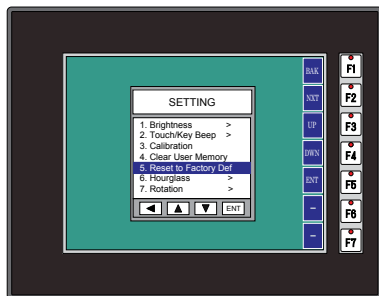 SETTING
1. Brightness >
2. Touch/Key Beep >
3. Calibration
4. Clear User Memory
5. Reset to Factory Def
6. Hourglass >
7. Rotation >
ENT
BAK
NXT
UP
DWN
ENT
–
–
F1
F2
F3
F4
F5
F6
F7